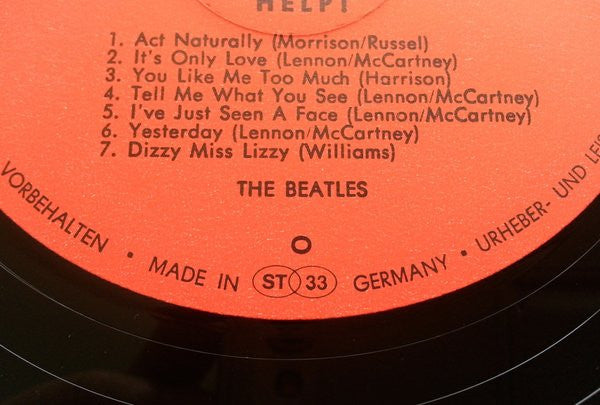 HELP!
1. Act Naturally (Morrison/Russel)
2. It's Only Love (Lennon/McCartney)
3. You Like Me Too Much (Harrison)
4. Tell Me What You See (Lennon/McCartney)
5. I've Just Seen A Face (Lennon/McCartney)
6. Yesterday (Lennon/McCartney)
7. Dizzy Miss Lizzy (Williams)
THE BEATLES
O
VORBEHALTEN • MADE IN ST 33 GERMANY • URHEBER- UND